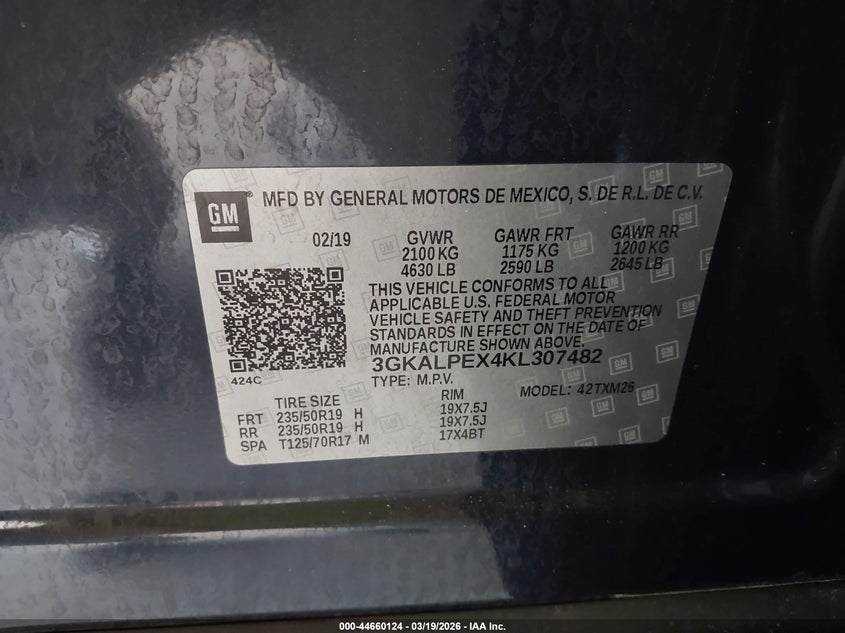 GM MFD BY GENERAL MOTORS DE MEXICO, S. DE R.L. DE C.V.
02/19 GVWR GAWR FRT GAWR RR
2100 KG 1175 KG 1200 KG
4630 LB 2590 LB 2645 LB
THIS VEHICLE CONFORMS TO ALL
APPLICABLE U.S. FEDERAL MOTOR
VEHICLE SAFETY AND THEFT PREVENTION
STANDARDS IN EFFECT ON THE DATE OF
MANUFACTURE SHOWN ABOVE.
3GKALPEX4KL307482
424C TYPE: M.P.V. MODEL: 42TXM26
TIRE SIZE RIM
FRT 235/50R19 H 19X7.5J
RR 235/50R19 H 19X7.5J
SPA T125/70R17 M 17X4BT
000-44660124 | 03/19/2026 - IAA Inc.